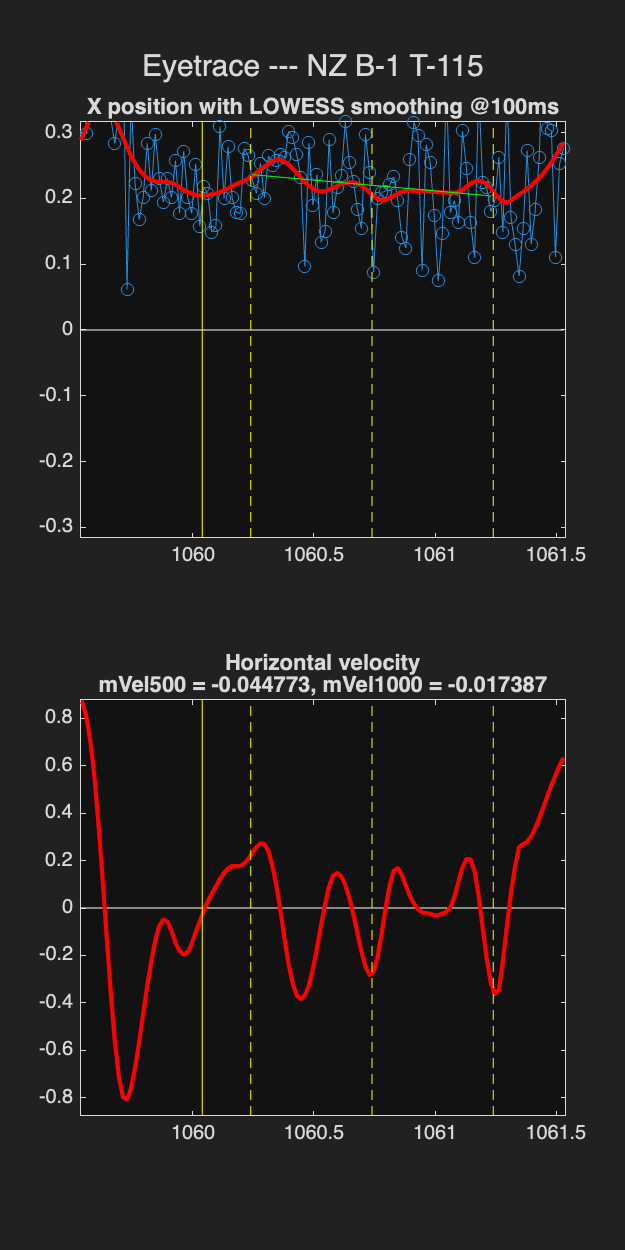 Eyetrace --- NZ B-1 T-115
X position with LOWESS smoothing @100ms
0.3
0.2
0.1
0
-0.1
-0.2
-0.3
1060 1060.5 1061 1061.5
Horizontal velocity
mVel500 = -0.044773, mVel1000 = -0.017387
0.8
0.6
0.4
0.2
0
-0.2
-0.4
-0.6
-0.8
1060 1060.5 1061 1061.5